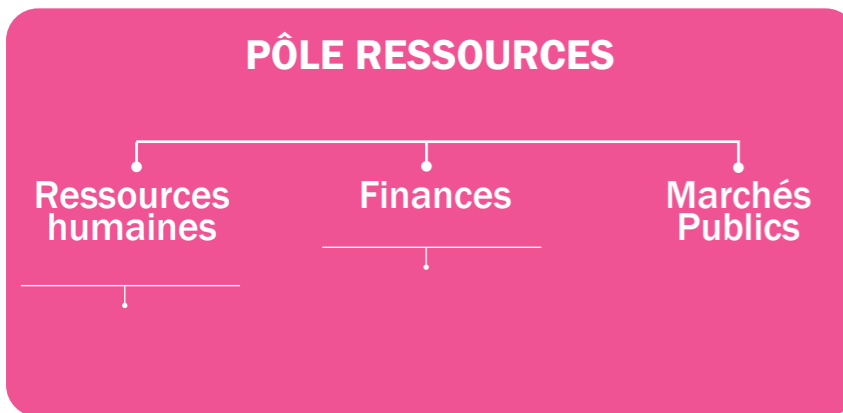 PÔLE RESSOURCES
Ressources
humaines
Finances
Marchés
Publics